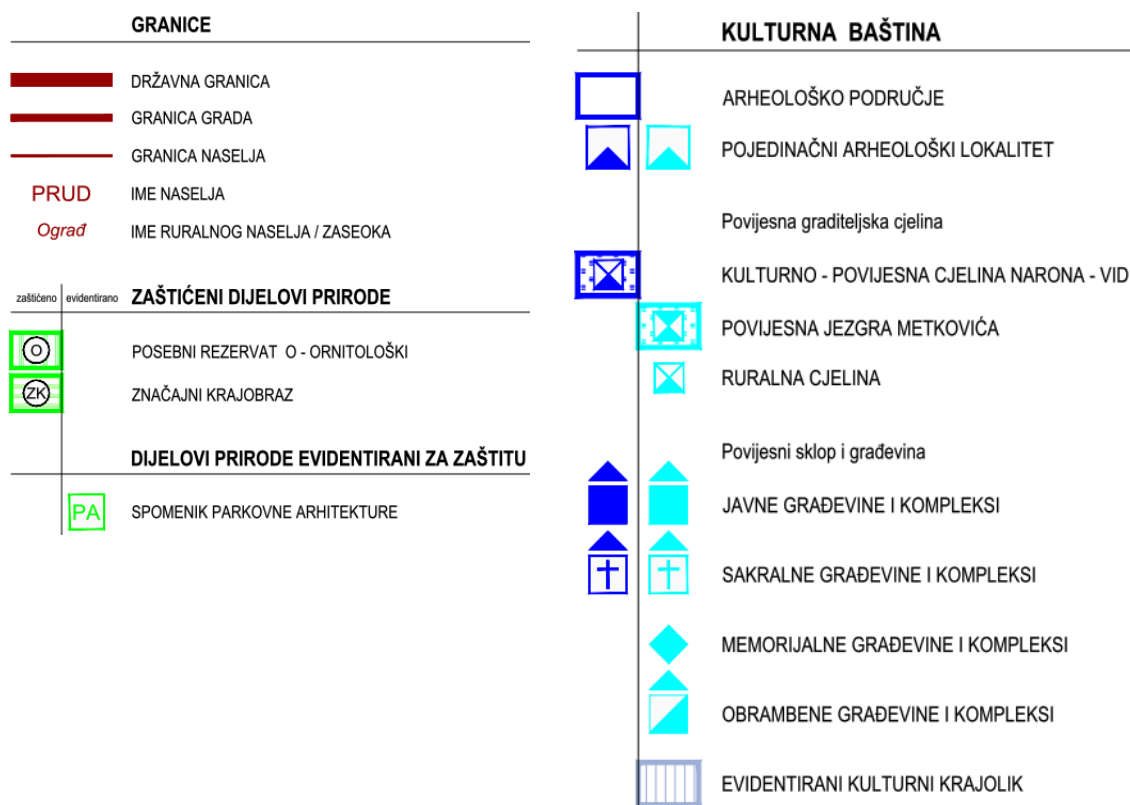 GRANICE
DRŽAVNA GRANICA
GRANICA GRADA
GRANICA NASELJA
PRUD IME NASELJA
Ograđ IME RURALNOG NASELJA / ZASEOKA
zaštićeno evidentirano ZAŠTIĆENI DIJELOVI PRIRODE
O POSEBNI REZERVAT O - ORNITOLOŠKI
ZK ZNAČAJNI KRAJOBRAZ
DIJELOVI PRIRODE EVIDENTIRANI ZA ZAŠTITU
PA SPOMENIK PARKOVNE ARHITEKTURE
KULTURNA BAŠTINA
ARHEOLOŠKO PODRUČJE
POJEDINAČNI ARHEOLOŠKI LOKALITET
Povijesna graditeljska cjelina
KULTURNO - POVIJESNA CJELINA NARONA - VID
POVIJESNA JEZGRA METKOVIĆA
RURALNA CJELINA
Povijesni sklop i građevina
JAVNE GRAĐEVINE I KOMPLEKSI
SAKRALNE GRAĐEVINE I KOMPLEKSI
MEMORIJALNE GRAĐEVINE I KOMPLEKSI
OBRAMBENE GRAĐEVINE I KOMPLEKSI
EVIDENTIRANI KULTURNI KRAJOLIK